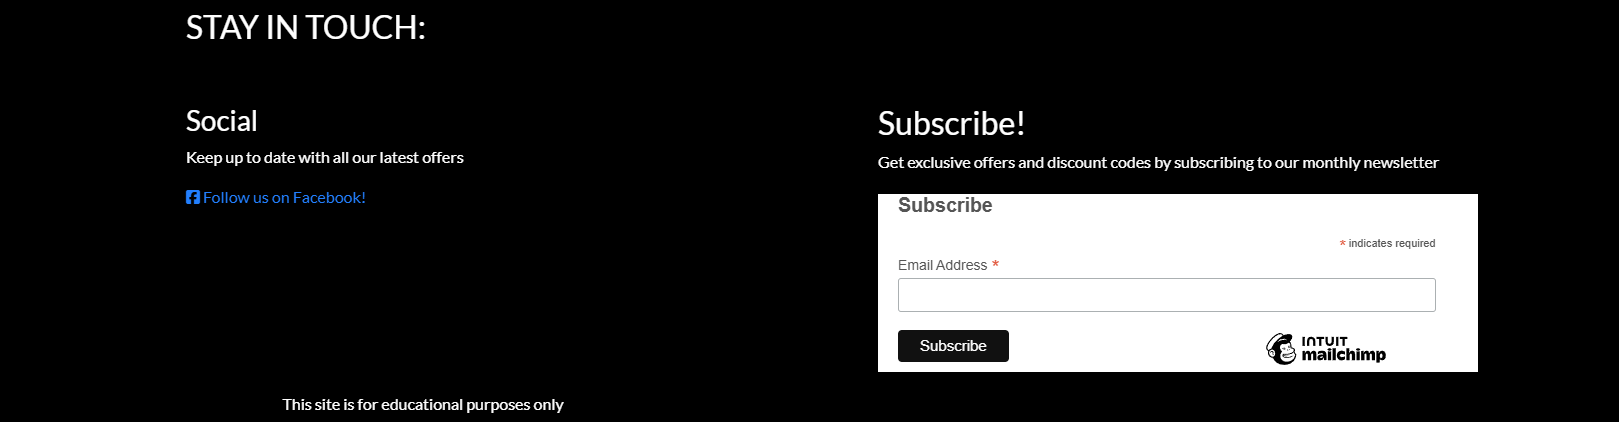 STAY IN TOUCH:
Social
Keep up to date with all our latest offers
Follow us on Facebook!
Subscribe!
Get exclusive offers and discount codes by subscribing to our monthly newsletter
Subscribe
* indicates required
Email Address *
Subscribe
INTUIT
mailchimp
This site is for educational purposes only